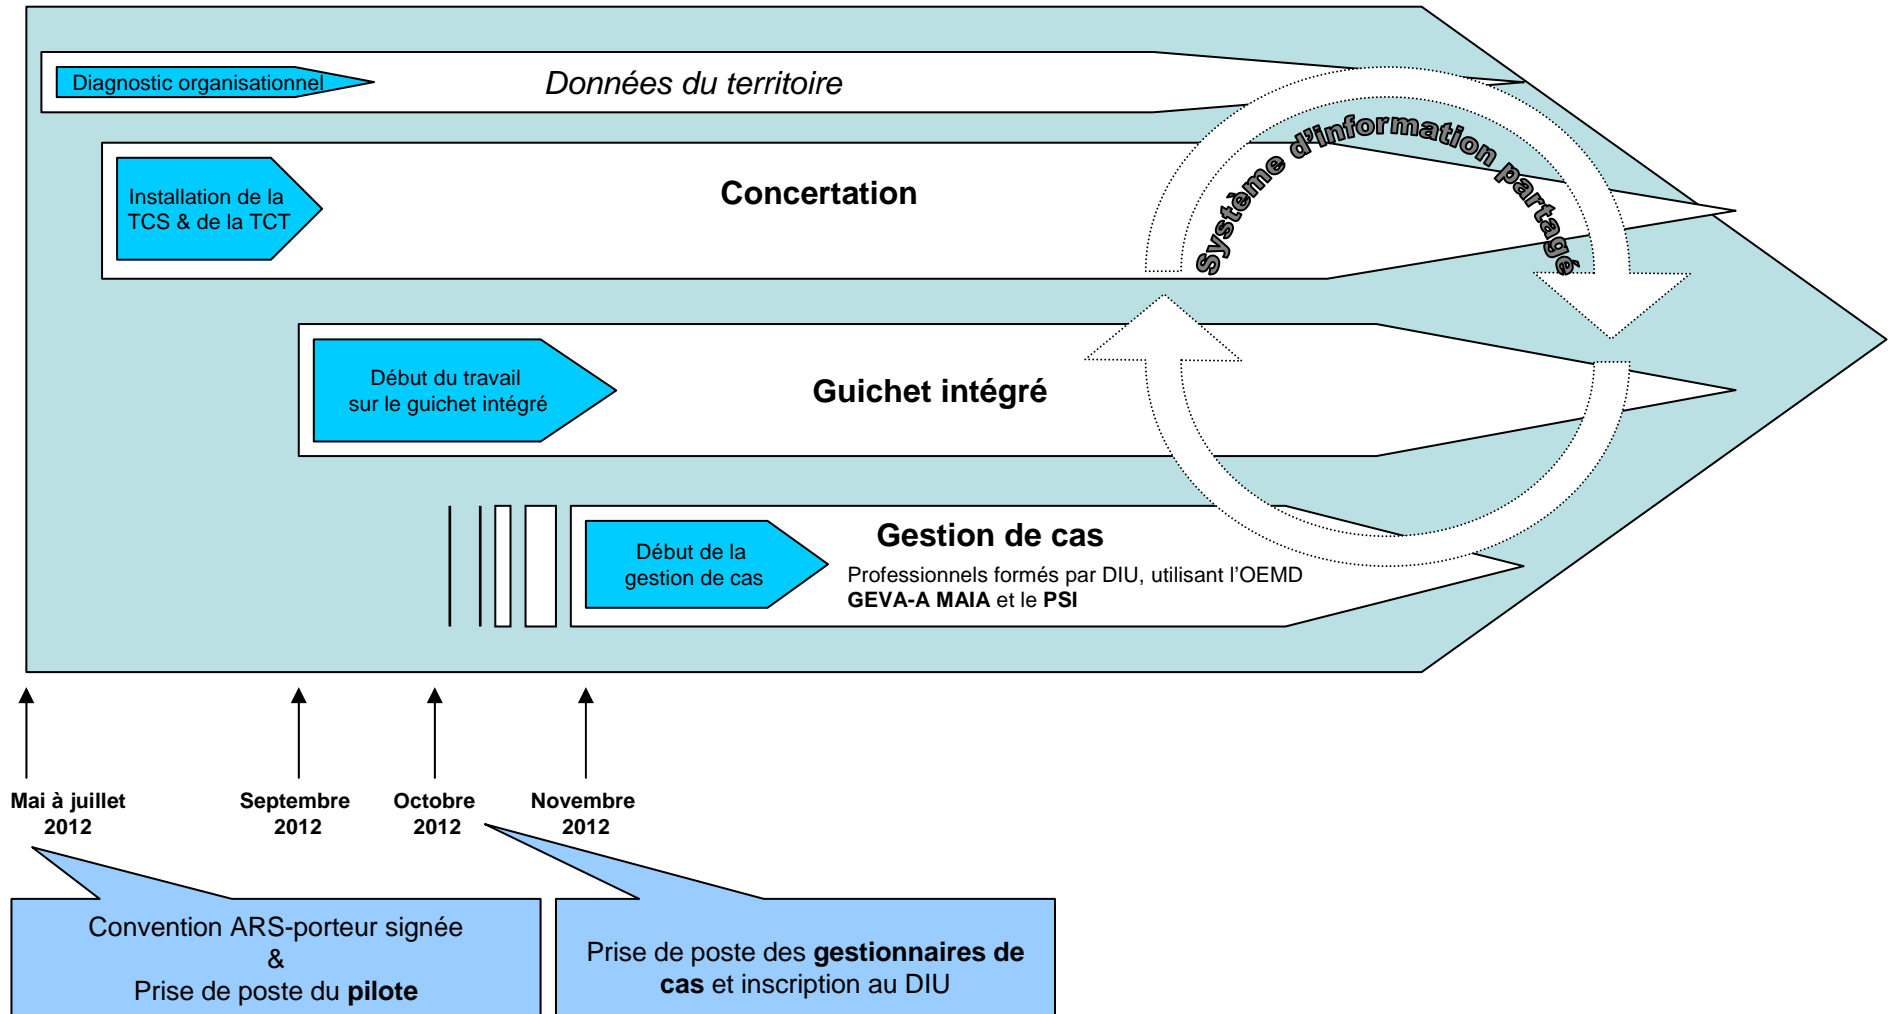 Diagnostic organisationnel
Données du territoire
Installation de la
TCS & de la TCT
Concertation
Système d'information partagé
Début du travail
sur le guichet intégré
Guichet intégré
Début de la
gestion de cas
Gestion de cas
Professionnels formés par DIU, utilisant l'OEMD
GEVA-A MAIA et le PSI
Mai à juillet
2012
Septembre
2012
Octobre
2012
Novembre
2012
Convention ARS-porteur signée
&
Prise de poste du pilote
Prise de poste des gestionnaires de
cas et inscription au DIU